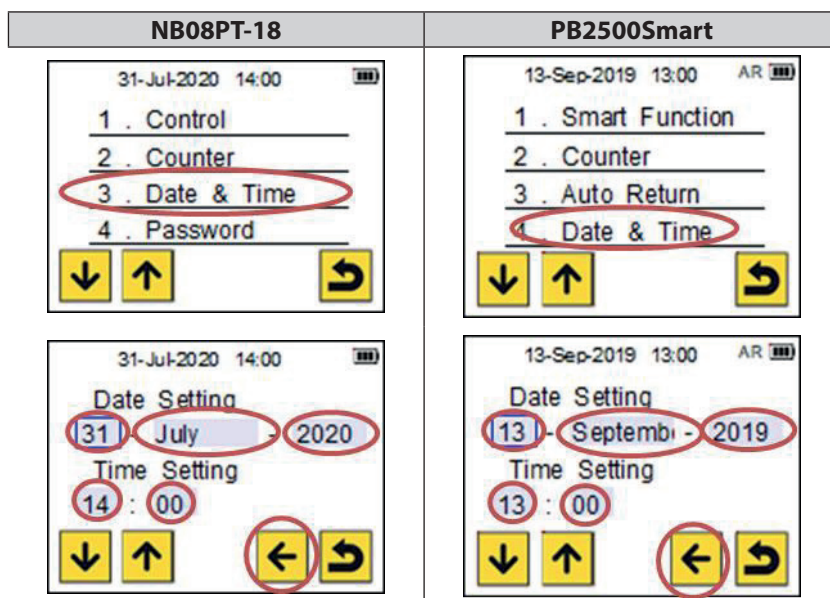 NB08PT-18
PB2500Smart
31-Jul-2020 14:00
1 . Control
2 . Counter
3 . Date & Time
4 . Password
13-Sep-2019 13:00 AR
1 . Smart Function
2 . Counter
3 . Auto Return
4 . Date & Time
31-Jul-2020 14:00
Date Setting
31 - July - 2020
Time Setting
14 : 00
13-Sep-2019 13:00 AR
Date Setting
13 - Septemb - 2019
Time Setting
13 : 00